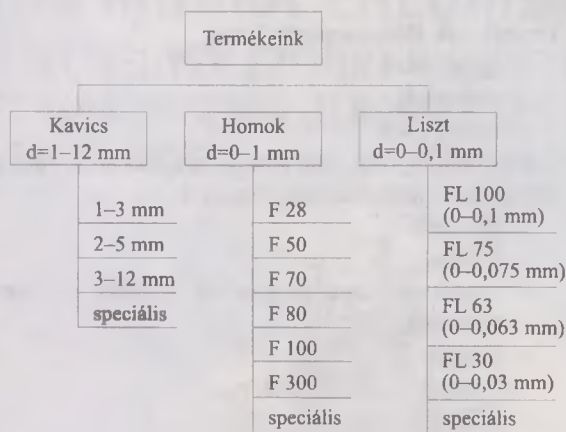 Termékeink
Kavics
d=1–12 mm
1–3 mm
2–5 mm
3–12 mm
speciális
Homok
d=0–1 mm
F 28
F 50
F 70
F 80
F 100
F 300
speciális
Liszt
d=0–0,1 mm
FL 100
(0–0,1 mm)
FL 75
(0–0,075 mm)
FL 63
(0–0,063 mm)
FL 30
(0–0,03 mm)
speciális